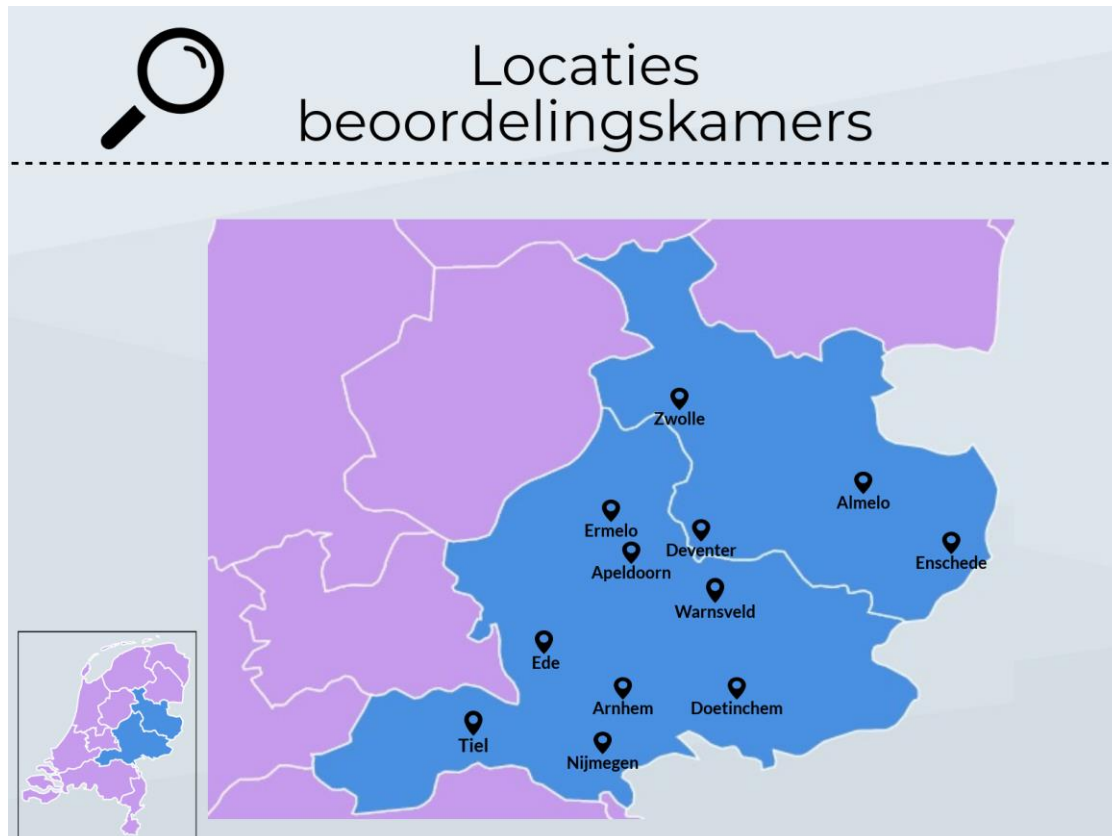 Locaties
beoordelingskamers
Zwolle
Almelo
Ermelo
Deventer
Enschede
Apeldoorn
Warnsveld
Ede
Arnhem
Doetinchem
Tiel
Nijmegen